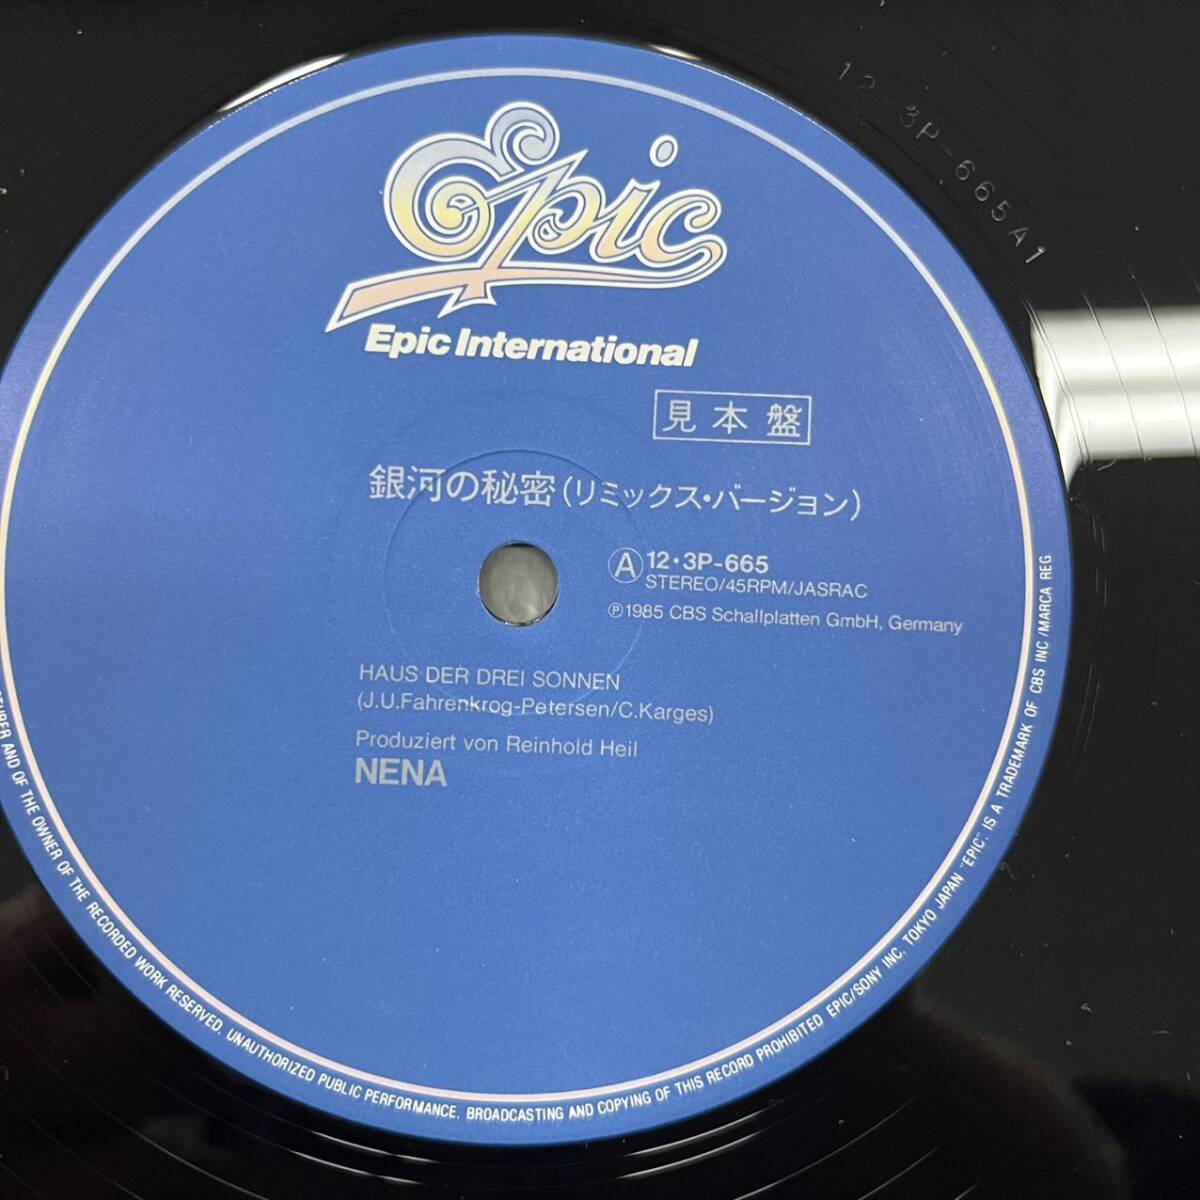 Epic
Epic International
見本盤
銀河の秘密(リミックス・バージョン)
Ⓐ 12・3P-665
STEREO/45RPM/JASRAC
℗1985 CBS Schallplatten GmbH, Germany
HAUS DER DREI SONNEN
(J.U.Fahrenkrog-Petersen/C.Karges)
Produziert von Reinhold Heil
NENA
AND OF THE OWNER OF THE RECORDED WORK RESERVED. UNAUTHORIZED PUBLIC PERFORMANCE. BROADCASTING AND COPYING OF THIS RECORD PROHIBITED EPIC/SONY INC. TOKYO JAPAN "EPIC". IS A TRADEMARK OF CBS INC /MARCA REG
12-3P-665A1